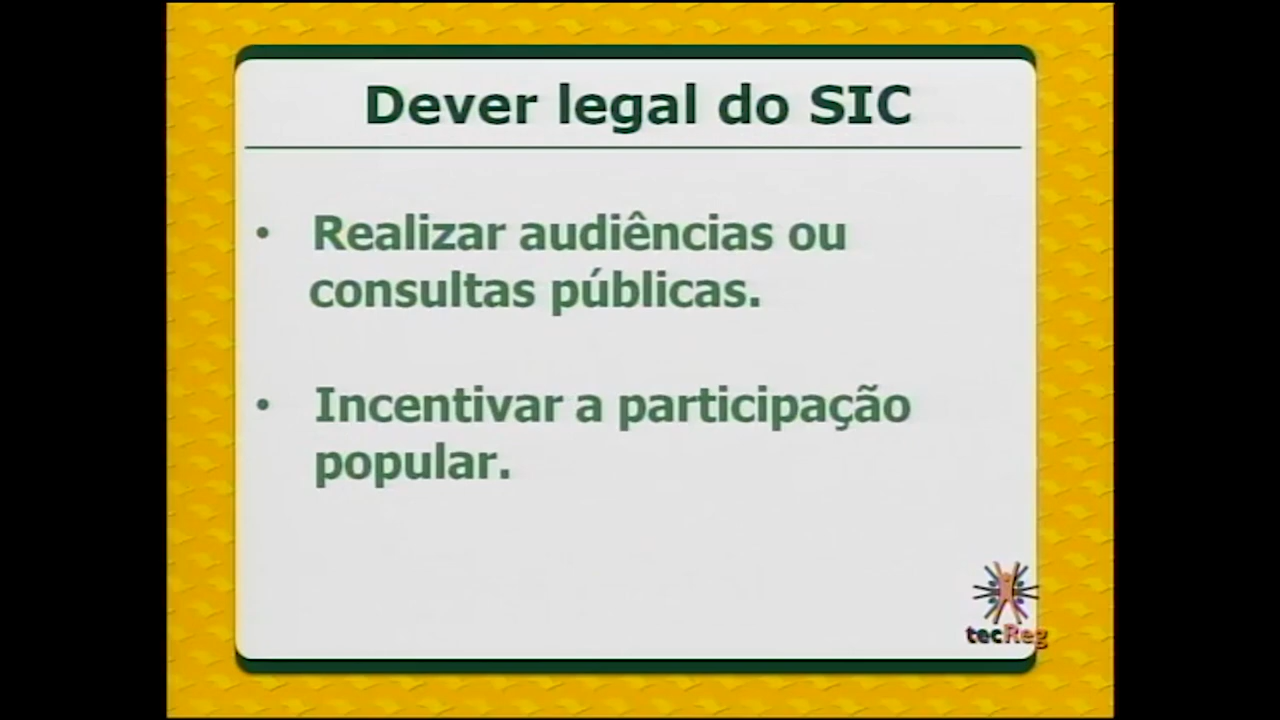 Dever legal do SIC
• Realizar audiências ou
consultas públicas.
• Incentivar a participação
popular.
tecReg